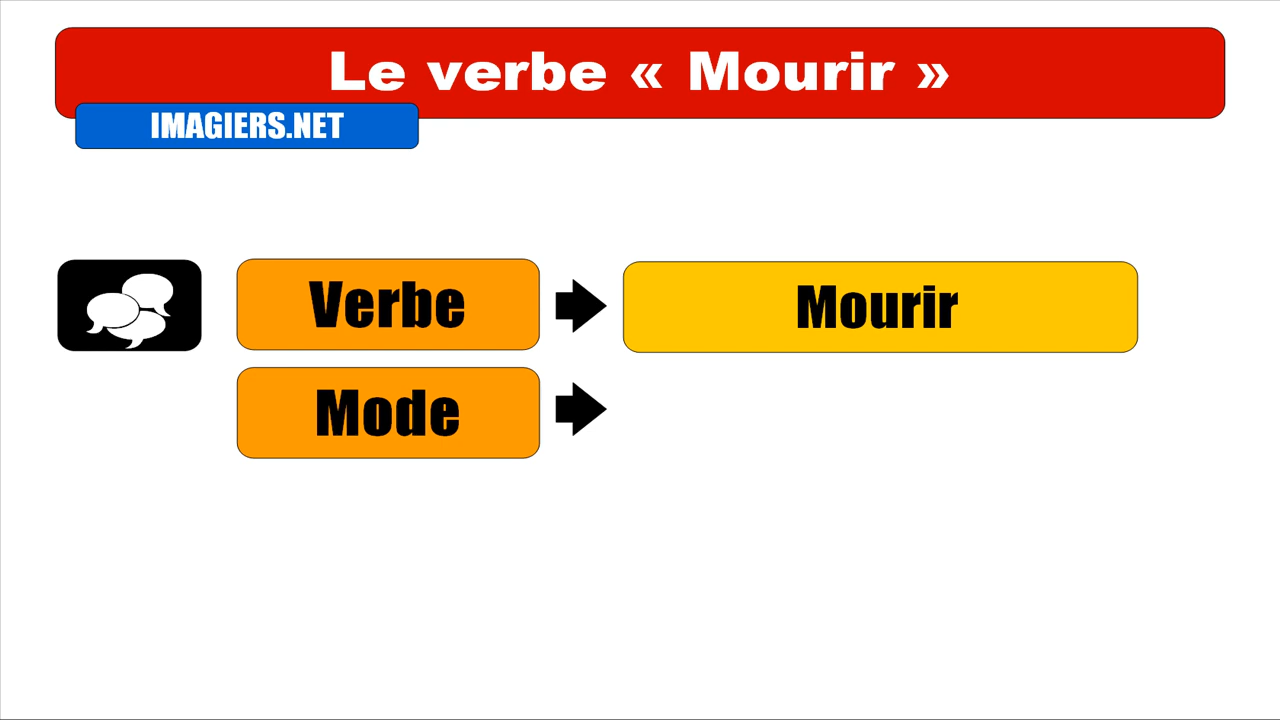 Le verbe « Mourir »
IMAGIERS.NET
Verbe
Mourir
Mode